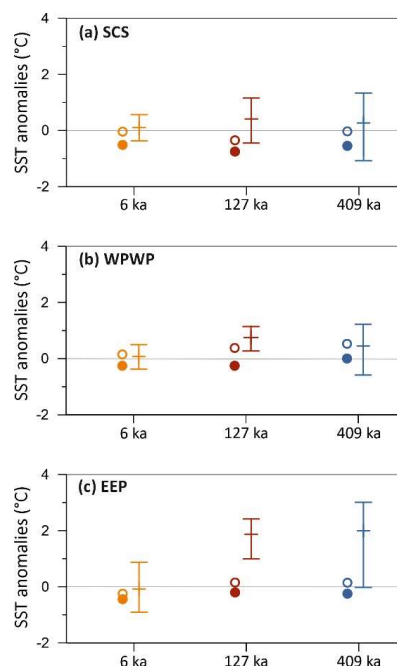 (a) SCS
SST anomalies (°C)
4
2
0
-2
6 ka 127 ka 409 ka
(b) WPWP
SST anomalies (°C)
4
2
0
-2
6 ka 127 ka 409 ka
(c) EEP
SST anomalies (°C)
4
2
0
-2
6 ka 127 ka 409 ka